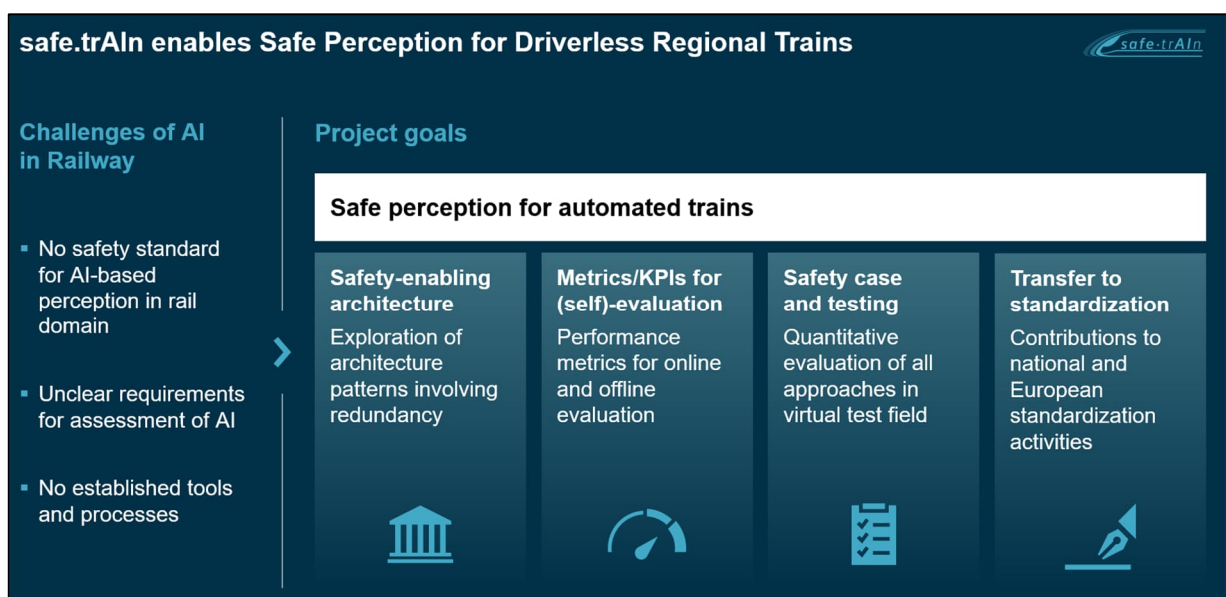 safe.trAIn enables Safe Perception for Driverless Regional Trains
safe.trAIn
Challenges of AI
in Railway
▪ No safety standard
for AI-based
perception in rail
domain
▪ Unclear requirements
for assessment of AI
▪ No established tools
and processes
Project goals
Safe perception for automated trains
Safety-enabling
architecture
Exploration of
architecture
patterns involving
redundancy
Metrics/KPIs for
(self)-evaluation
Performance
metrics for online
and offline
evaluation
Safety case
and testing
Quantitative
evaluation of all
approaches in
virtual test field
Transfer to
standardization
Contributions to
national and
European
standardization
activities